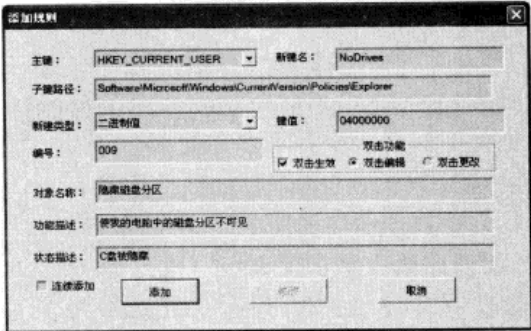 添加规则
主键： HKEY_CURRENT_USER 新键名： NoDrives
子键路径： Software\Microsoft\Windows\CurrentVersion\Policies\Explorer
新建类型： 二进制值 键值： 04000000
编号： 009 双击功能
双击生效 双击编辑 双击更改
对象名称： 隐藏磁盘分区
功能描述： 使我的电脑中的磁盘分区不可见
状态描述： C盘被隐藏
连续添加 添加 取消